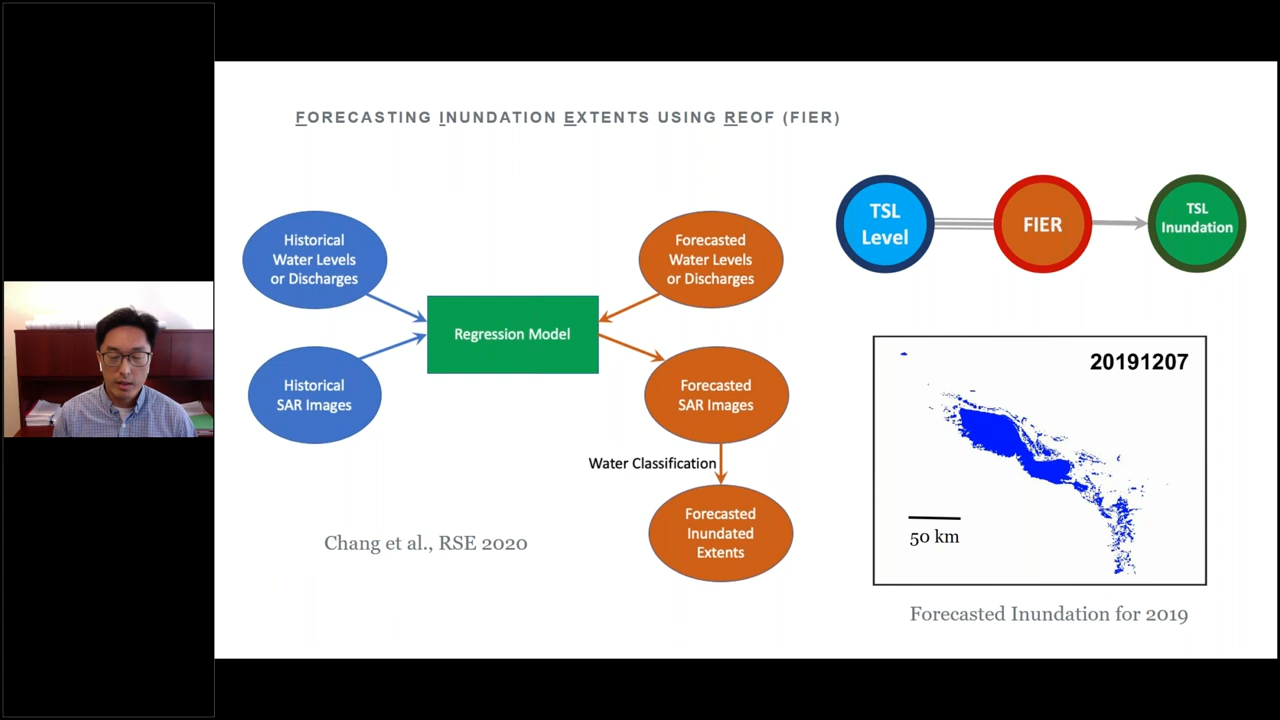 FORECASTING INUNDATION EXTENTS USING REOF (FIER)
Historical
Water Levels
or Discharges
Historical
SAR Images
Regression Model
Forecasted
Water Levels
or Discharges
Forecasted
SAR Images
Water Classification
Forecasted
Inundated
Extents
Chang et al., RSE 2020
TSL
Level
FIER
TSL
Inundation
20191207
50 km
Forecasted Inundation for 2019